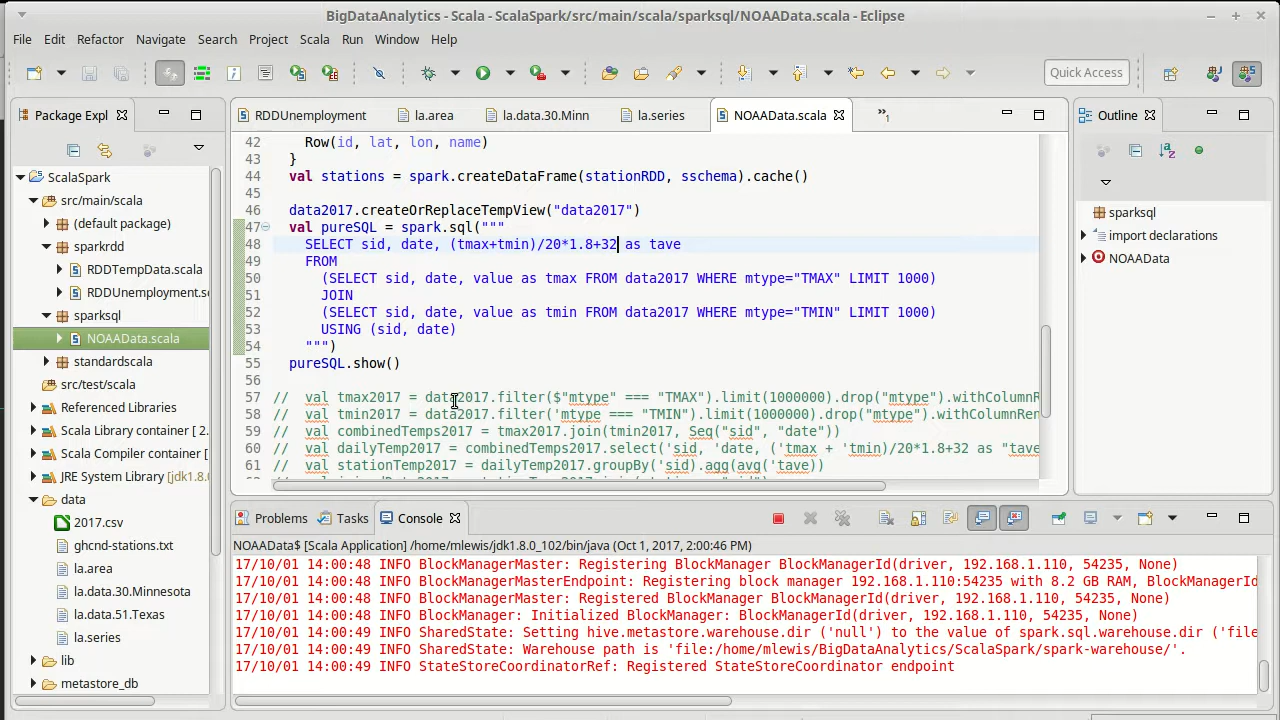 BigDataAnalytics - Scala - ScalaSpark/src/main/scala/sparksql/NOAAData.scala - Eclipse
File Edit Refactor Navigate Search Project Scala Run Window Help
Quick Access
Package Expl
ScalaSpark
src/main/scala
(default package)
sparkrdd
RDDTempData.scala
RDDUnemployment.sc
sparksql
NOAAData.scala
standardscala
src/test/scala
Referenced Libraries
Scala Library container [ 2.
Scala Compiler container [
JRE System Library [jdk1.8.0
data
2017.csv
ghcnd-stations.txt
la.area
la.data.30.Minnesota
la.data.51.Texas
la.series
lib
metastore_db
RDDUnemployment la.area la.data.30.Minn la.series NOAAData.scala »1
42 Row(id, lat, lon, name)
43 }
44 val stations = spark.createDataFrame(stationRDD, sschema).cache()
45
46 data2017.createOrReplaceTempView("data2017")
47 val pureSQL = spark.sql("""
48 SELECT sid, date, (tmax+tmin)/20*1.8+32 as tave
49 FROM
50 (SELECT sid, date, value as tmax FROM data2017 WHERE mtype="TMAX" LIMIT 1000)
51 JOIN
52 (SELECT sid, date, value as tmin FROM data2017 WHERE mtype="TMIN" LIMIT 1000)
53 USING (sid, date)
54 """)
55 pureSQL.show()
56
57 // val tmax2017 = data2017.filter($"mtype" === "TMAX").limit(1000000).drop("mtype").withColumnR
58 // val tmin2017 = data2017.filter('mtype === "TMIN").limit(1000000).drop("mtype").withColumnRen
59 // val combinedTemps2017 = tmax2017.join(tmin2017, Seq("sid", "date"))
60 // val dailyTemp2017 = combinedTemps2017.select('sid, 'date, ('tmax + 'tmin)/20*1.8+32 as "tave
61 // val stationTemp2017 = dailyTemp2017.groupBy('sid).agg(avg('tave))
Outline
sparksql
import declarations
NOAAData
Problems Tasks Console
NOAAData$ [Scala Application] /home/mlewis/jdk1.8.0_102/bin/java (Oct 1, 2017, 2:00:46 PM)
17/10/01 14:00:48 INFO BlockManagerMaster: Registering BlockManager BlockManagerId(driver, 192.168.1.110, 54235, None)
17/10/01 14:00:48 INFO BlockManagerMasterEndpoint: Registering block manager 192.168.1.110:54235 with 8.2 GB RAM, BlockManagerId
17/10/01 14:00:48 INFO BlockManagerMaster: Registered BlockManager BlockManagerId(driver, 192.168.1.110, 54235, None)
17/10/01 14:00:48 INFO BlockManager: Initialized BlockManager: BlockManagerId(driver, 192.168.1.110, 54235, None)
17/10/01 14:00:49 INFO SharedState: Setting hive.metastore.warehouse.dir ('null') to the value of spark.sql.warehouse.dir ('file
17/10/01 14:00:49 INFO SharedState: Warehouse path is 'file:/home/mlewis/BigDataAnalytics/ScalaSpark/spark-warehouse/'.
17/10/01 14:00:49 INFO StateStoreCoordinatorRef: Registered StateStoreCoordinator endpoint